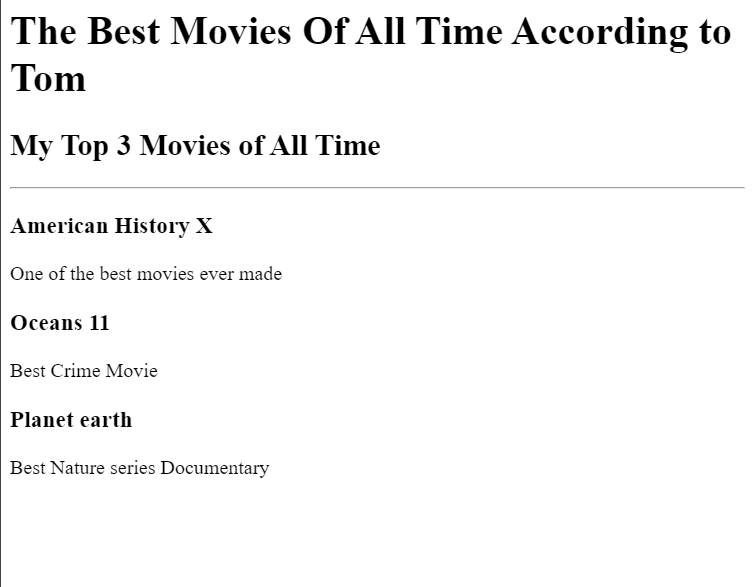 The Best Movies Of All Time According to
Tom
My Top 3 Movies of All Time
American History X
One of the best movies ever made
Oceans 11
Best Crime Movie
Planet earth
Best Nature series Documentary